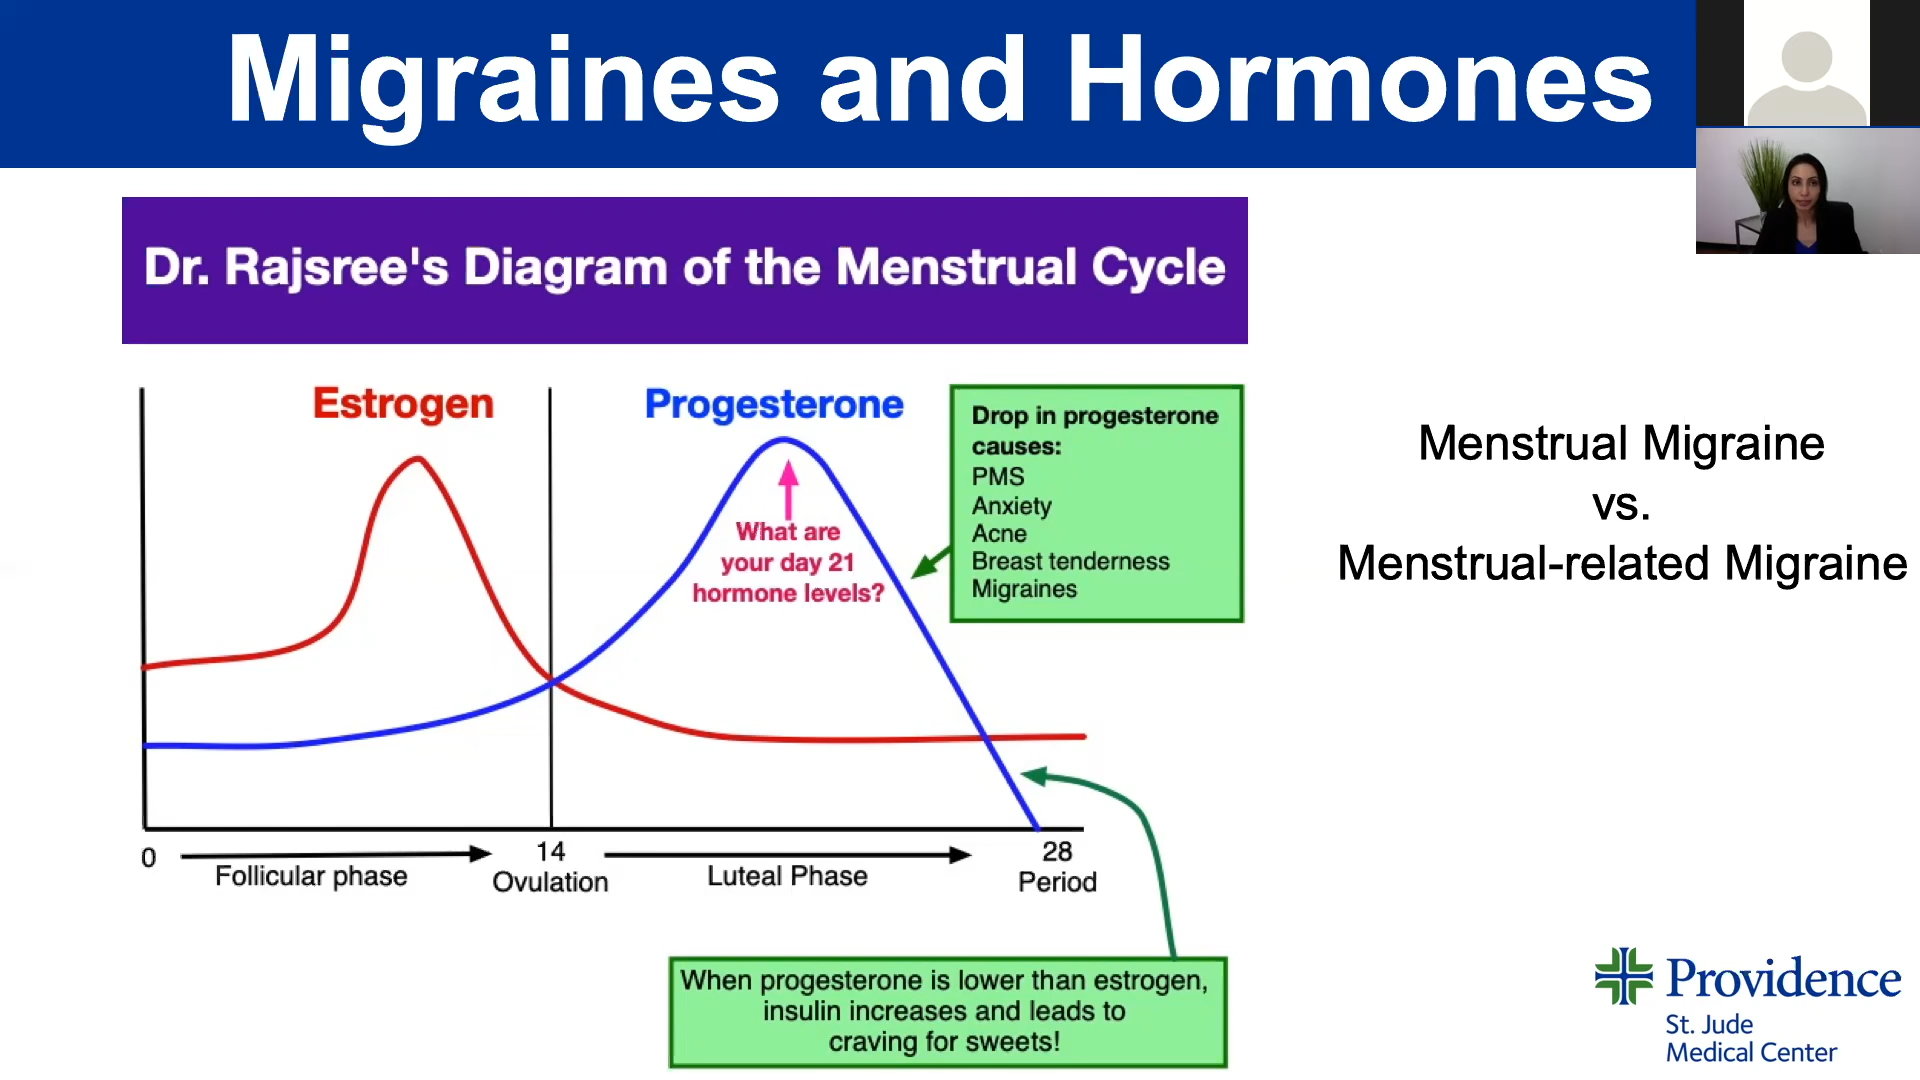 Migraines and Hormones
Dr. Rajsree's Diagram of the Menstrual Cycle
Estrogen
Progesterone
Drop in progesterone
causes:
PMS
Anxiety
Acne
Breast tenderness
Migraines
What are
your day 21
hormone levels?
Menstrual Migraine
vs.
Menstrual-related Migraine
0
14
28
Follicular phase
Ovulation
Luteal Phase
Period
When progesterone is lower than estrogen,
insulin increases and leads to
craving for sweets!
Providence
St. Jude
Medical Center